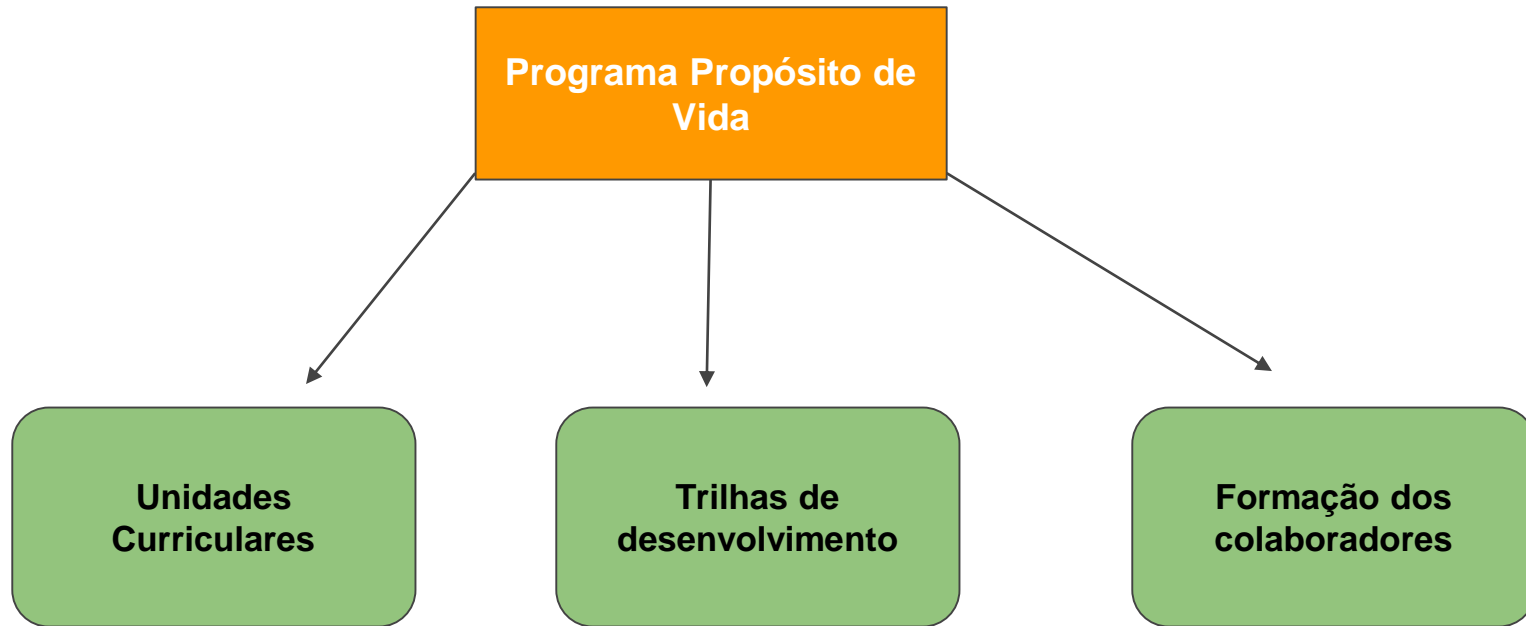 Programa Propósito de
Vida
Unidades
Curriculares
Trilhas de
desenvolvimento
Formação dos
colaboradores